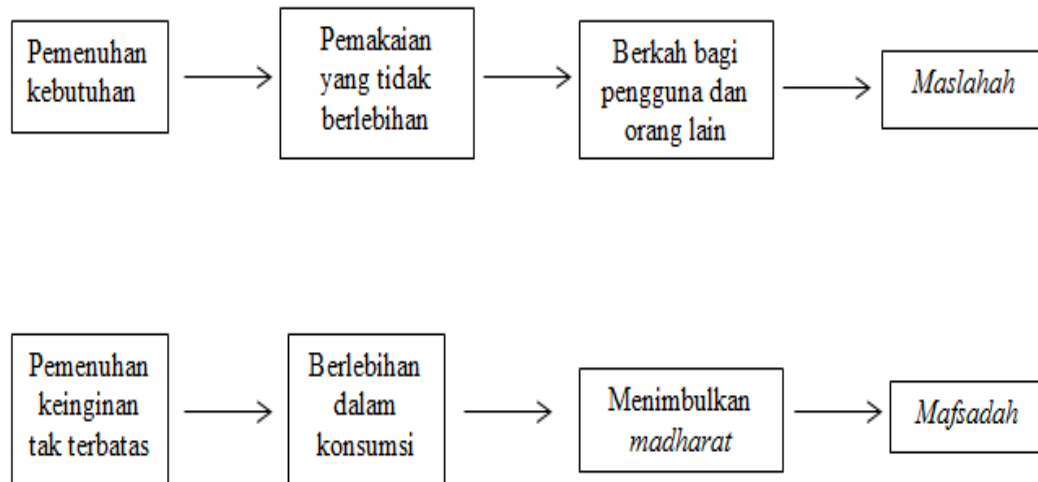 Pemenuhan
kebutuhan
Pemakaian
yang tidak
berlebihan
Berkah bagi
pengguna dan
orang lain
Maslahah
Pemenuhan
keinginan
tak terbatas
Berlebihan
dalam
konsumsi
Menimbulkan
madharat
Mafsadah